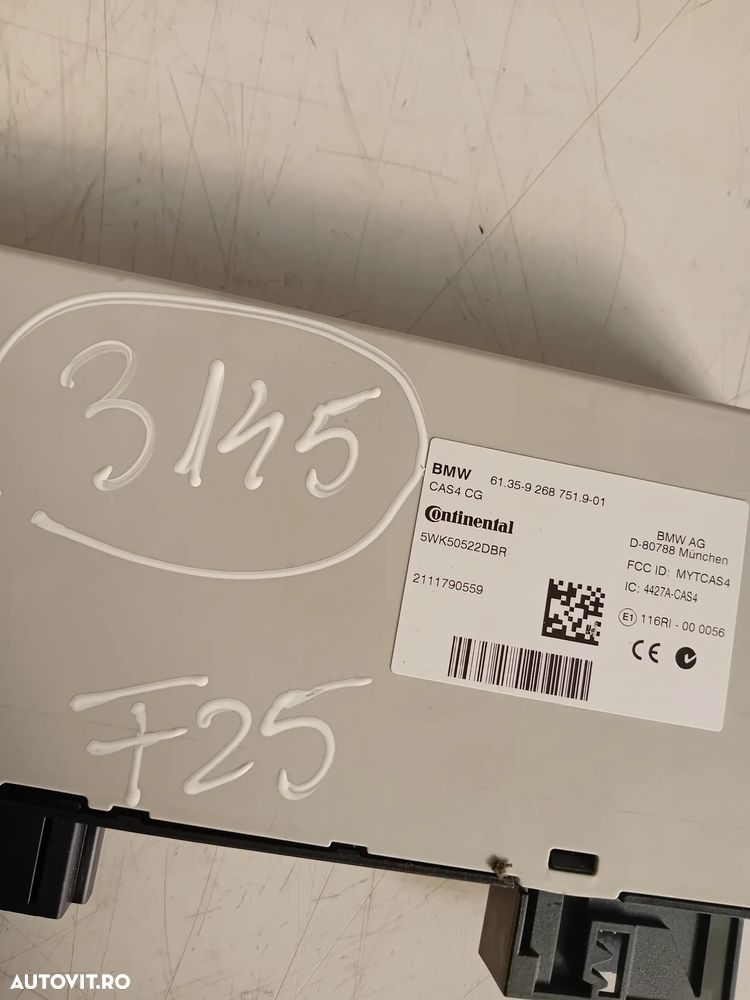 3145
BMW 61.35-9 268 751.9-01
CAS4 CG
Continental
5WK50522DBR
2111790559
BMW AG
D-80788 München
FCC ID: MYTCAS4
IC: 4427A-CAS4
E1 116RI - 00 0056
CE
F25
AUTOVIT.RO